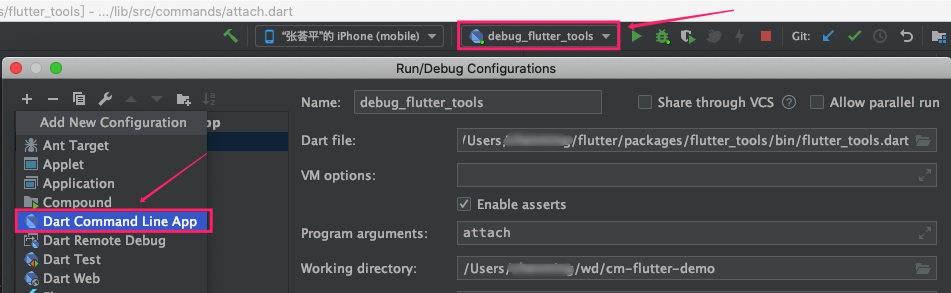 s/flutter_tools] – .../lib/src/commands/attach.dart
"张荟平"的 iPhone (mobile)
debug_flutter_tools
Git:
Run/Debug Configurations
Add New Configuration
pp
Ant Target
Applet
Application
Compound
Dart Command Line App
Dart Remote Debug
Dart Test
Dart Web
Name:
debug_flutter_tools
Share through VCS
Allow parallel run
Dart file:
/Users, /flutter/packages/flutter_tools/bin/flutter_tools.dart
VM options:
Enable asserts
Program arguments:
attach
Working directory:
/Users/ /wd/cm-flutter-demo